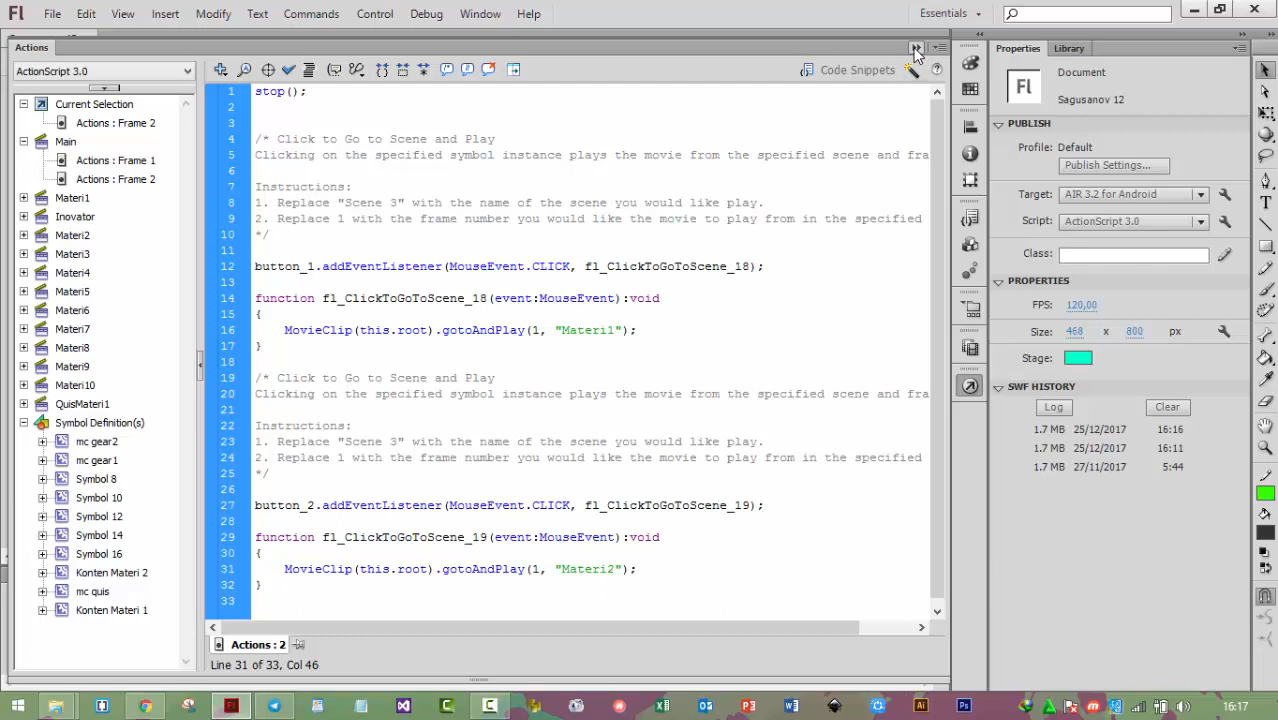 Fl File Edit View Insert Modify Text Commands Control Debug Window Help Essentials
Actions
ActionScript 3.0
Code Snippets
Current Selection
Actions : Frame 2
Main
Actions : Frame 1
Actions : Frame 2
Materi1
Inovator
Materi2
Materi3
Materi4
Materi5
Materi6
Materi7
Materi8
Materi9
Materi10
QuisMateri1
Symbol Definition(s)
mc gear2
mc gear1
Symbol 8
Symbol 10
Symbol 12
Symbol 14
Symbol 16
Konten Materi 2
mc quis
Konten Materi 1
1 stop();
2
3
4 /* Click to Go to Scene and Play
5 Clicking on the specified symbol instance plays the movie from the specified scene and fra
6
7 Instructions:
8 1. Replace "Scene 3" with the name of the scene you would like play.
9 2. Replace 1 with the frame number you would like the movie to play from in the specified
10 */
11
12 button_1.addEventListener(MouseEvent.CLICK, fl_ClickToGoToScene_18);
13
14 function fl_ClickToGoToScene_18(event:MouseEvent):void
15 {
16 MovieClip(this.root).gotoAndPlay(1, "Materi1");
17 }
18
19 /* Click to Go to Scene and Play
20 Clicking on the specified symbol instance plays the movie from the specified scene and fra
21
22 Instructions:
23 1. Replace "Scene 3" with the name of the scene you would like play.
24 2. Replace 1 with the frame number you would like the movie to play from in the specified
25 */
26
27 button_2.addEventListener(MouseEvent.CLICK, fl_ClickToGoToScene_19);
28
29 function fl_ClickToGoToScene_19(event:MouseEvent):void
30 {
31 MovieClip(this.root).gotoAndPlay(1, "Materi2");
32 }
33
Actions : 2
Line 31 of 33, Col 46
Properties Library
Fl
Document
Sagusanov 12
PUBLISH
Profile: Default
Publish Settings...
Target: AIR 3.2 for Android
Script: ActionScript 3.0
Class:
PROPERTIES
FPS: 120,00
Size: 468 x 800 px
Stage:
SWF HISTORY
Log Clear
1.7 MB 25/12/2017 16:16
1.7 MB 25/12/2017 16:11
1.7 MB 27/11/2017 5:44
16:17